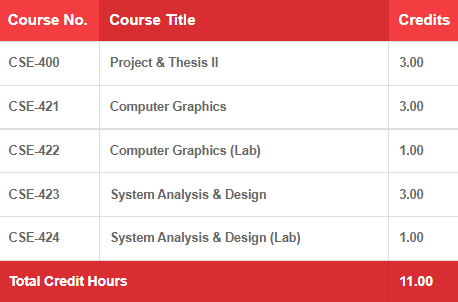 Course No. Course Title Credits
CSE-400 Project & Thesis II 3.00
CSE-421 Computer Graphics 3.00
CSE-422 Computer Graphics (Lab) 1.00
CSE-423 System Analysis & Design 3.00
CSE-424 System Analysis & Design (Lab) 1.00
Total Credit Hours 11.00